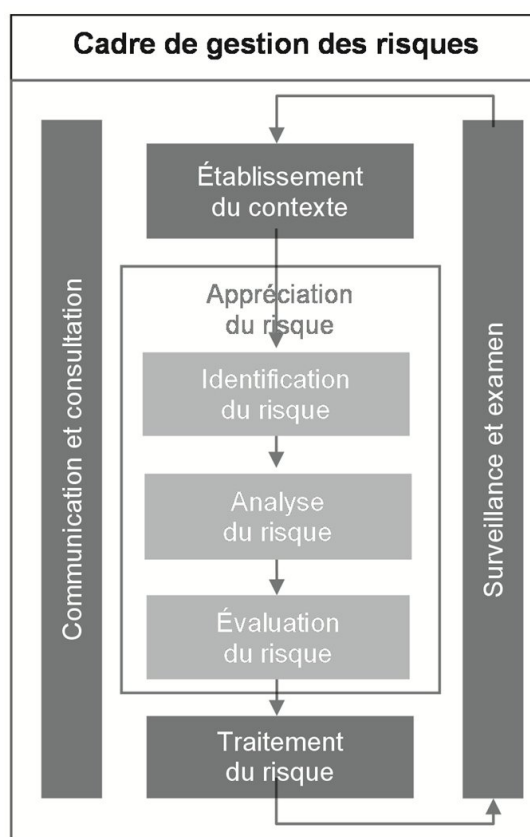 Cadre de gestion des risques
Communication et consultation
Établissement
du contexte
Appréciation
du risque
Identification
du risque
Analyse
du risque
Évaluation
du risque
Traitement
du risque
Surveillance et examen